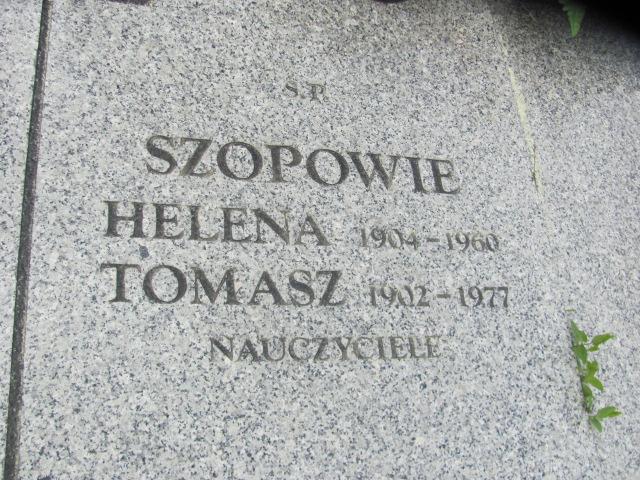 Ś.P.
SZOPOWIE
HELENA 1904-1960
TOMASZ 1902-1977
NAUCZYCIELE